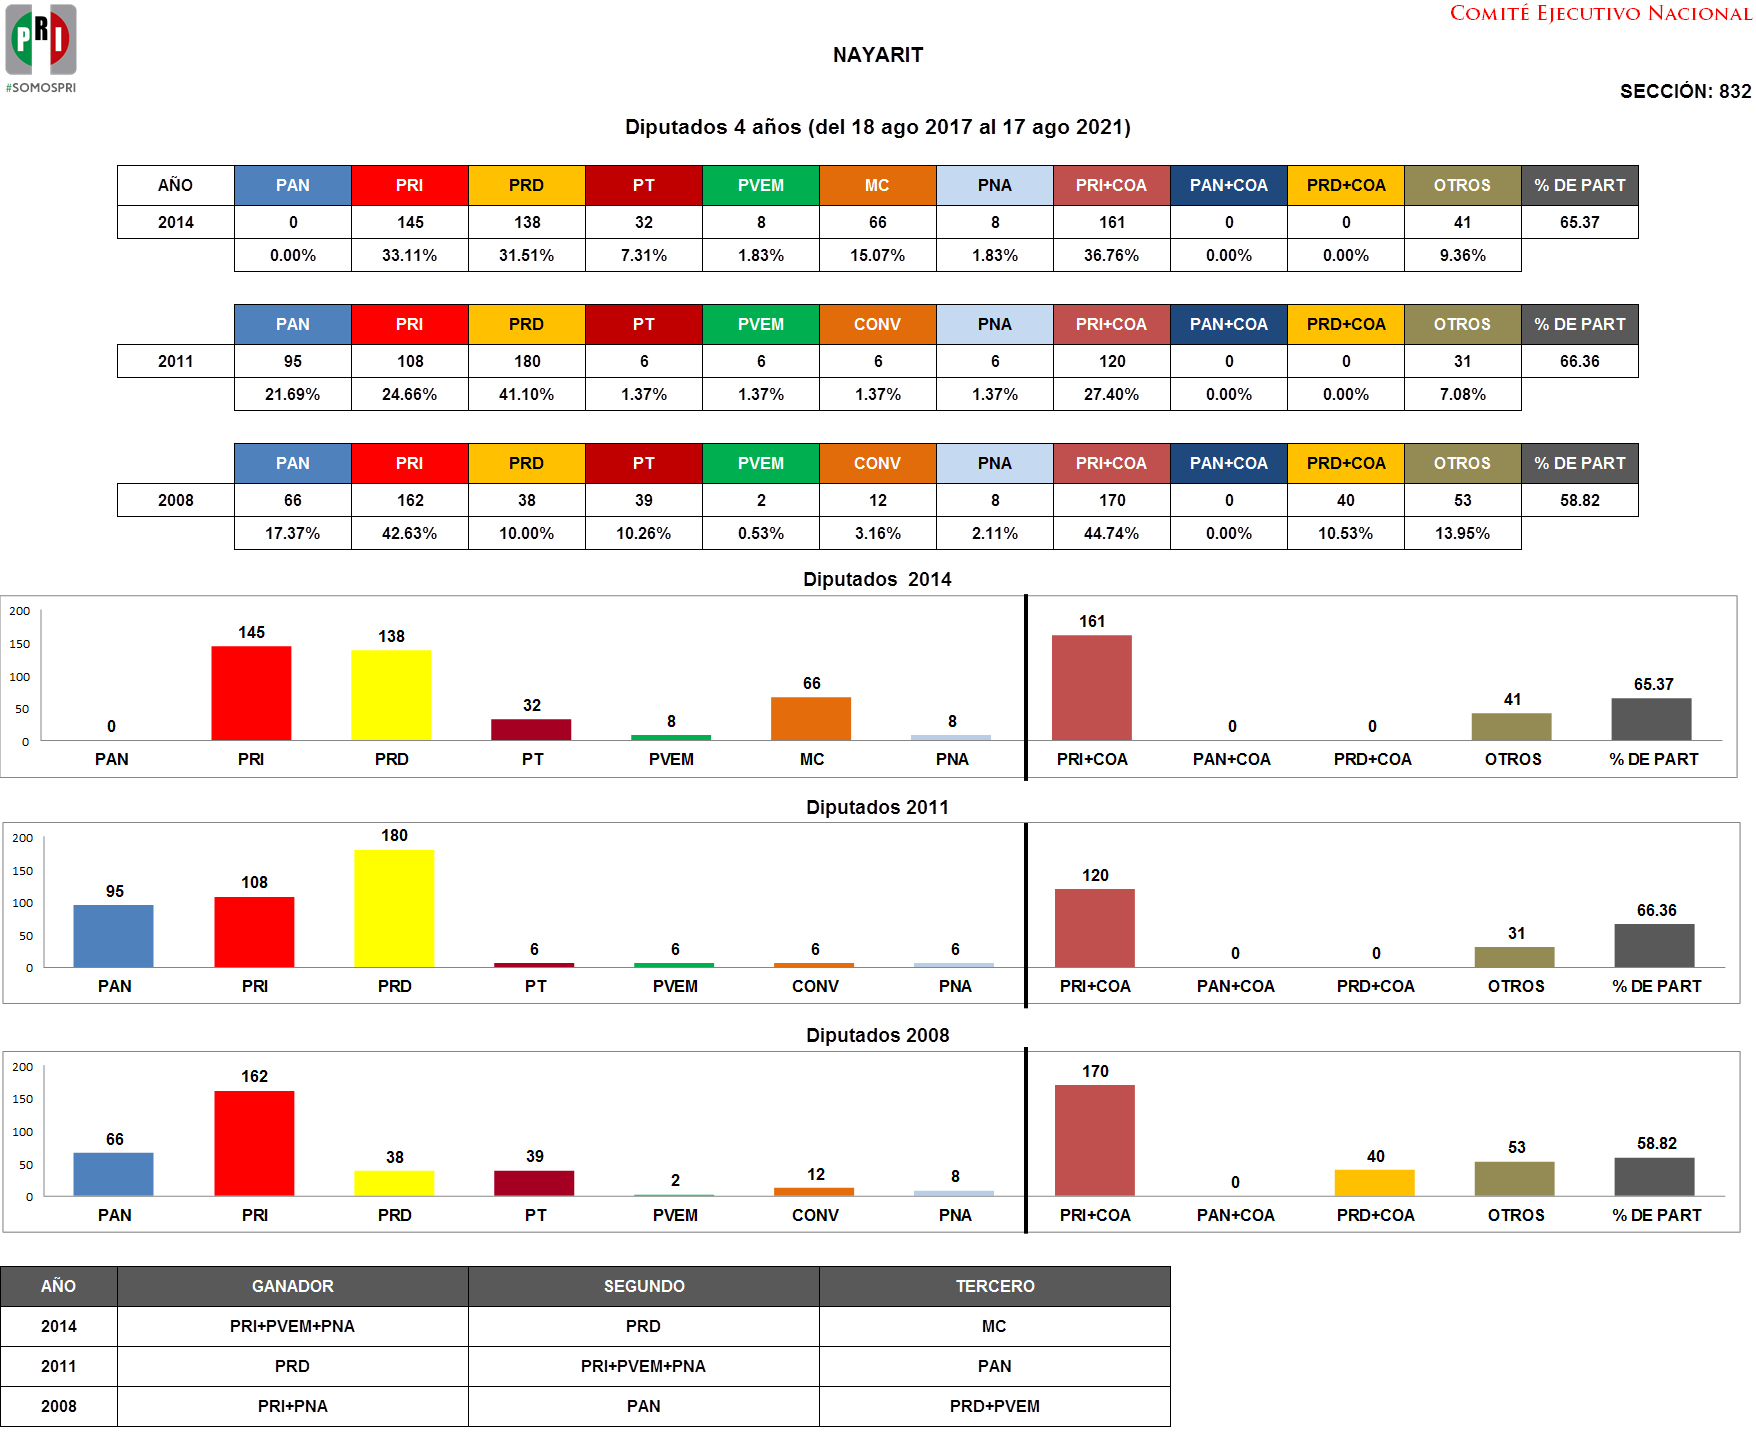 PRI
#SOMOSPRI
COMITÉ EJECUTIVO NACIONAL
NAYARIT
SECCIÓN: 832
Diputados 4 años (del 18 ago 2017 al 17 ago 2021)
AÑO PAN PRI PRD PT PVEM MC PNA PRI+COA PAN+COA PRD+COA OTROS % DE PART
2014 0 145 138 32 8 66 8 161 0 0 41 65.37
0.00% 33.11% 31.51% 7.31% 1.83% 15.07% 1.83% 36.76% 0.00% 0.00% 9.36%
PAN PRI PRD PT PVEM CONV PNA PRI+COA PAN+COA PRD+COA OTROS % DE PART
2011 95 108 180 6 6 6 6 120 0 0 31 66.36
21.69% 24.66% 41.10% 1.37% 1.37% 1.37% 1.37% 27.40% 0.00% 0.00% 7.08%
PAN PRI PRD PT PVEM CONV PNA PRI+COA PAN+COA PRD+COA OTROS % DE PART
2008 66 162 38 39 2 12 8 170 0 40 53 58.82
17.37% 42.63% 10.00% 10.26% 0.53% 3.16% 2.11% 44.74% 0.00% 10.53% 13.95%
Diputados 2014
200
150
100
50
0
0 145 138 32 8 66 8 161 0 0 41 65.37
PAN PRI PRD PT PVEM MC PNA PRI+COA PAN+COA PRD+COA OTROS % DE PART
Diputados 2011
200
150
100
50
0
95 108 180 6 6 6 6 120 0 0 31 66.36
PAN PRI PRD PT PVEM CONV PNA PRI+COA PAN+COA PRD+COA OTROS % DE PART
Diputados 2008
200
150
100
50
0
66 162 38 39 2 12 8 170 0 40 53 58.82
PAN PRI PRD PT PVEM CONV PNA PRI+COA PAN+COA PRD+COA OTROS % DE PART
AÑO GANADOR SEGUNDO TERCERO
2014 PRI+PVEM+PNA PRD MC
2011 PRD PRI+PVEM+PNA PAN
2008 PRI+PNA PAN PRD+PVEM